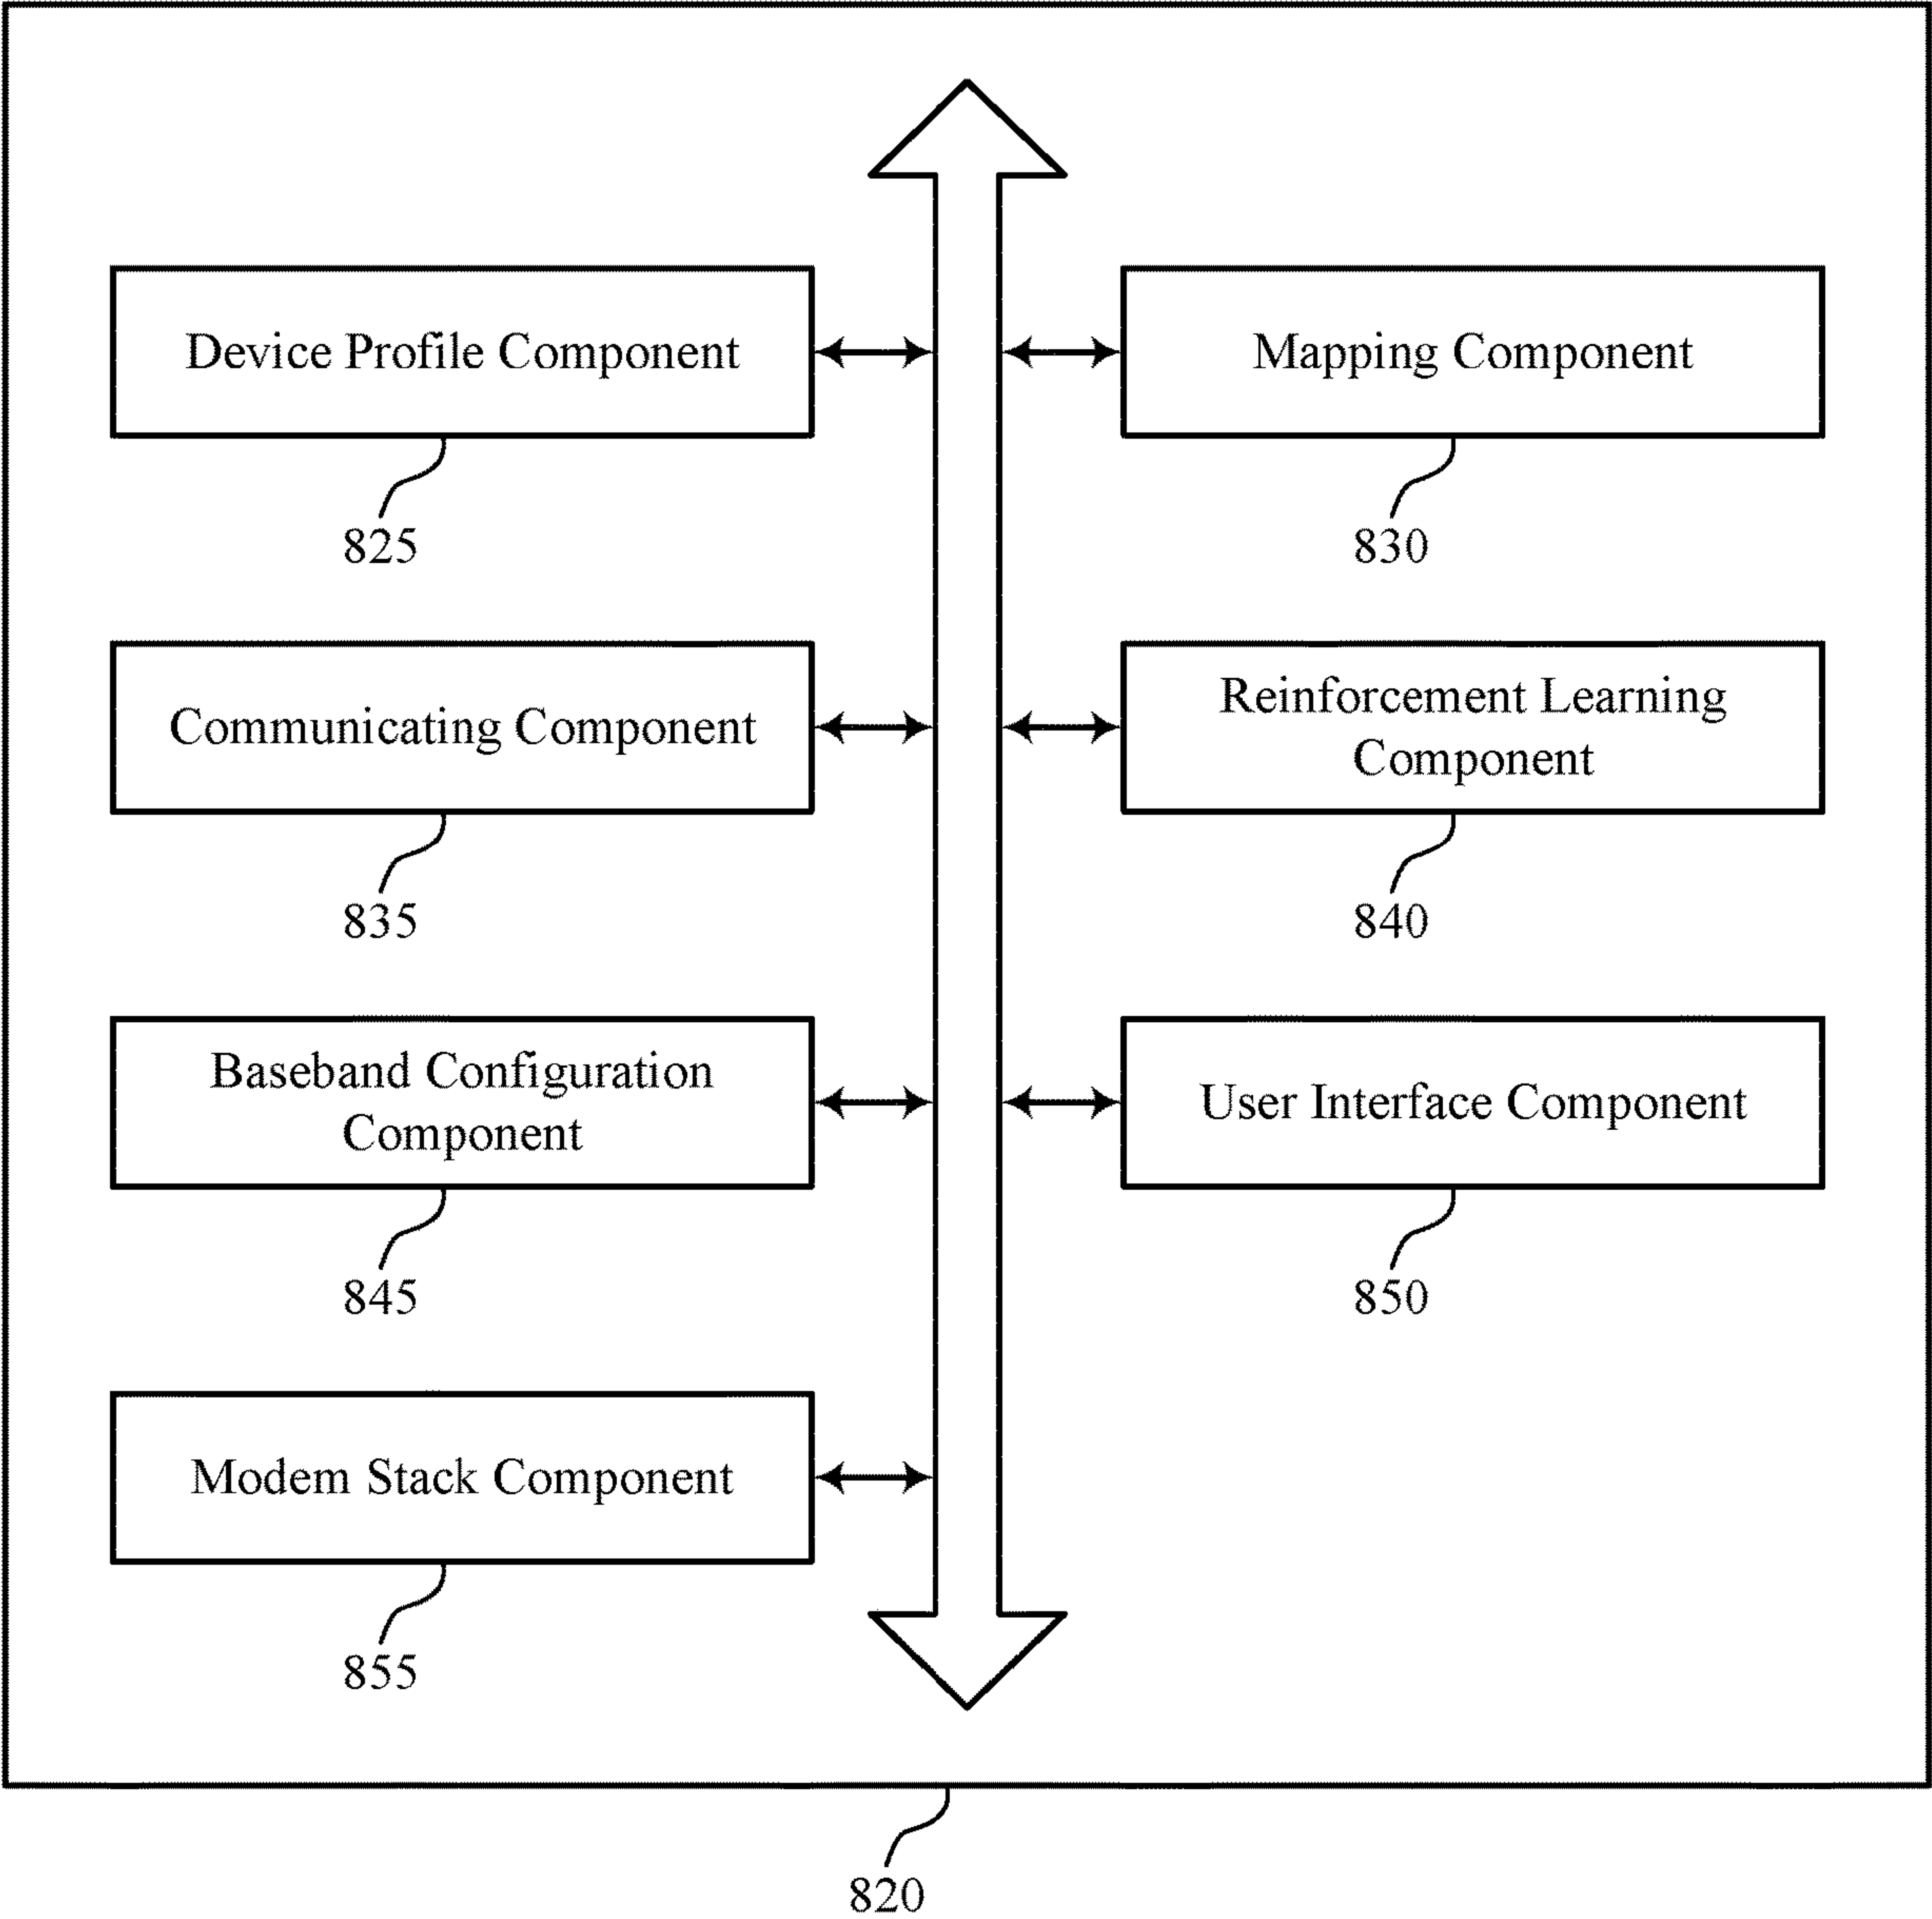 Device Profile Component
825
Mapping Component
830
Communicating Component
835
Reinforcement Learning
Component
840
Baseband Configuration
Component
845
User Interface Component
850
Modem Stack Component
855
820